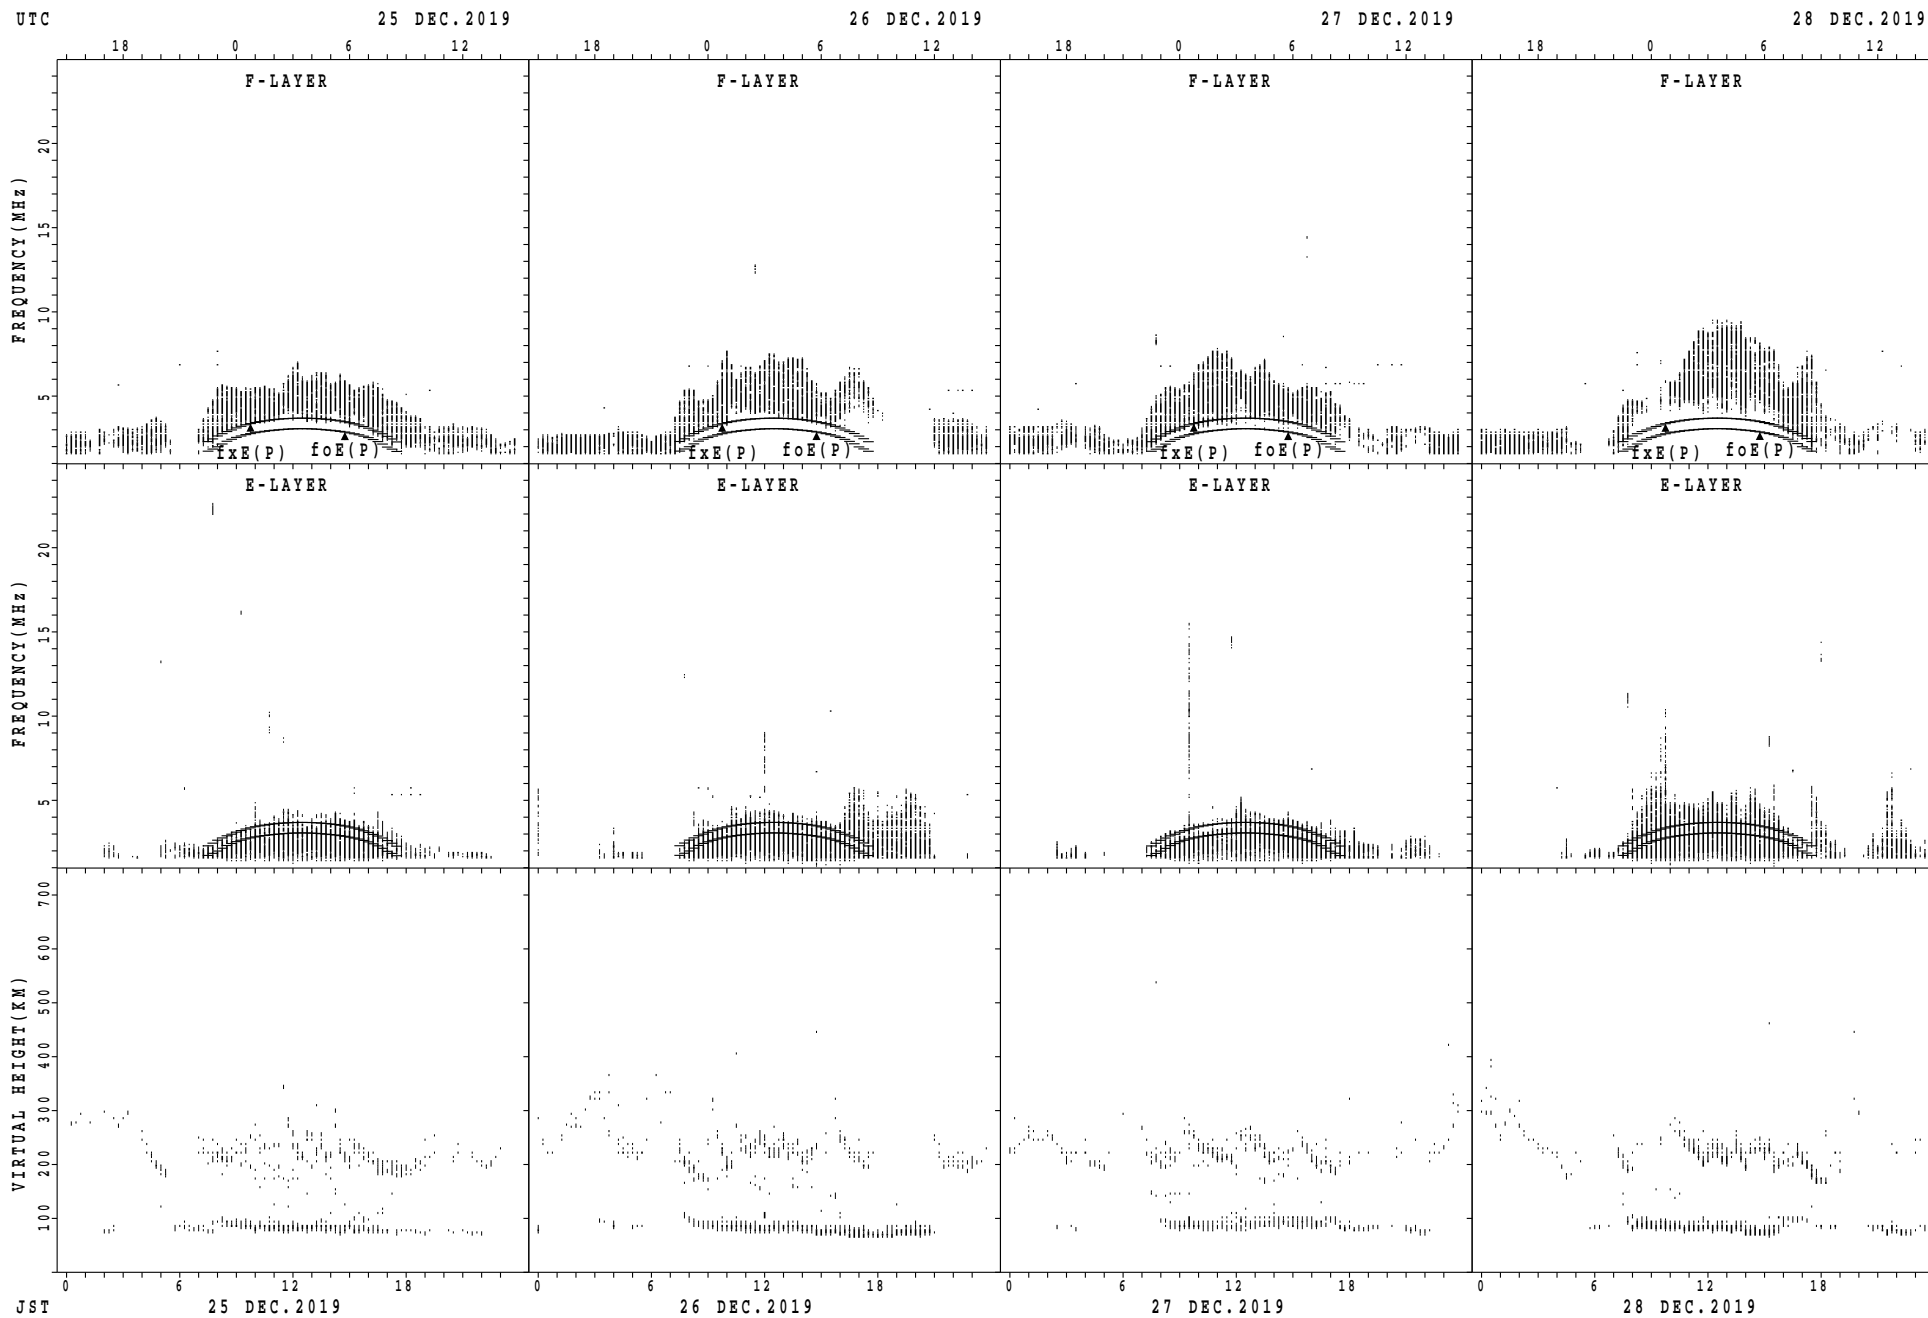 UTC 25 DEC.2019 26 DEC.2019 27 DEC.2019 28 DEC.2019
18 0 6 12 18 0 6 12 18 0 6 12 18 0 6 12
F-LAYER F-LAYER F-LAYER F-LAYER
FREQUENCY(MHz)
20
15
10
5
fxE(P) foE(P) fxE(P) foE(P) fxE(P) foE(P) fxE(P) foE(P)
E-LAYER E-LAYER E-LAYER E-LAYER
FREQUENCY(MHz)
20
15
10
5
VIRTUAL HEIGHT(KM)
700
600
500
400
300
200
100
0 6 12 18 0 6 12 18 0 6 12 18 0 6 12 18
JST 25 DEC.2019 26 DEC.2019 27 DEC.2019 28 DEC.2019